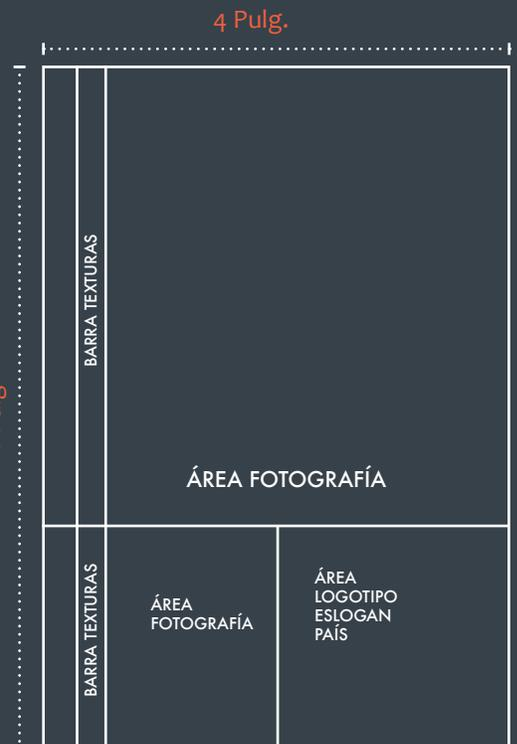 4 Pulg.
BARRA TEXTURAS
ÁREA FOTOGRAFÍA
BARRA TEXTURAS
ÁREA
FOTOGRAFÍA
ÁREA
LOGOTIPO
ESLOGAN
PAÍS